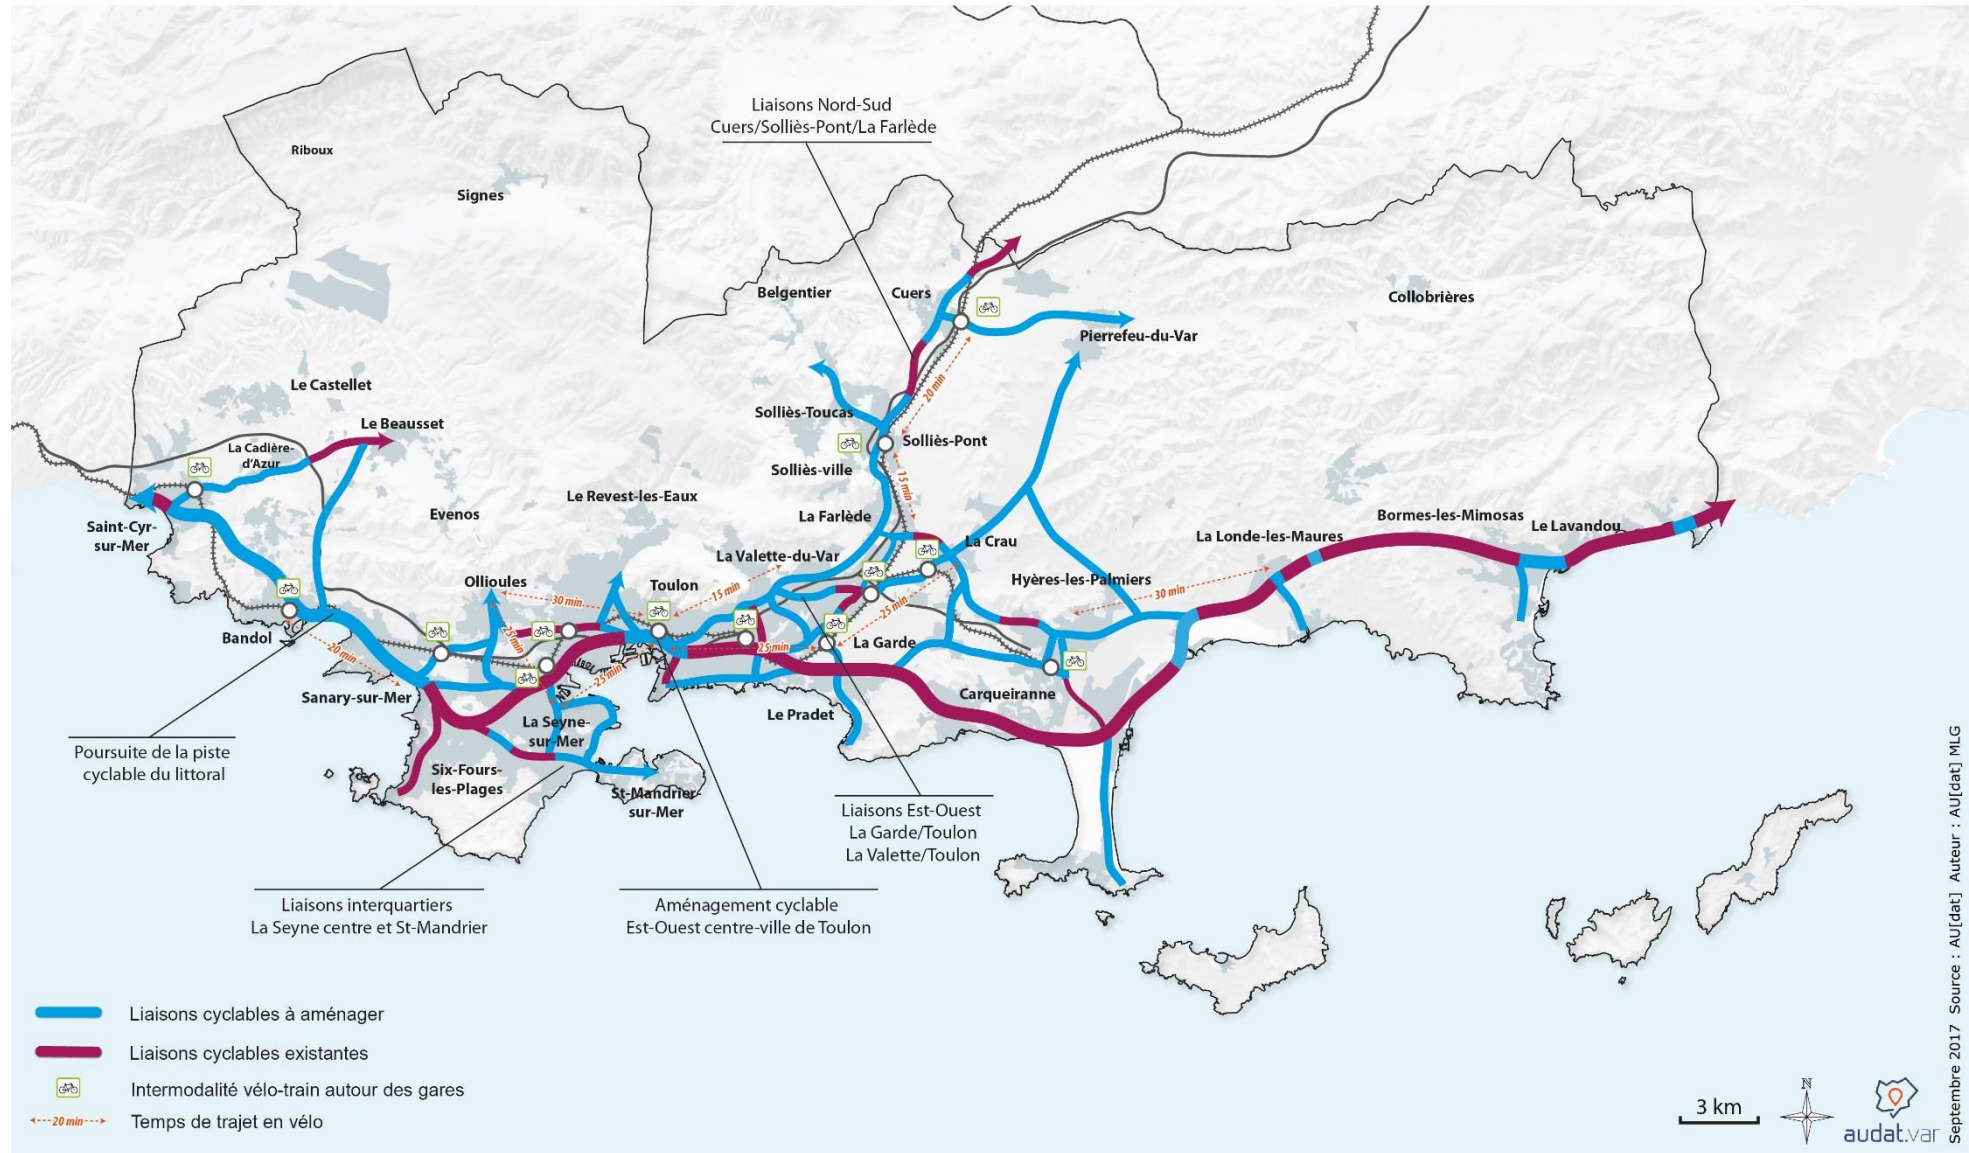 Liaisons Nord-Sud
Cuers/Solliès-Pont/La Farlède
Riboux
Signes
Belgentier
Cuers
Collobrières
Pierrefeu-du-Var
20 min
Le Castellet
Le Beausset
La Cadière-
d'Azur
Solliès-Toucas
Solliès-Pont
Solliès-ville
15 min
Le Revest-les-Eaux
Evenos
La Farlède
Saint-Cyr-
sur-Mer
La Valette-du-Var
La Crau
La Londe-les-Maures
Bormes-les-Mimosas
Le Lavandou
Ollioules
Toulon
15 min
Hyères-les-Palmiers
30 min
30 min
25 min
25 min
Bandol
20 min
25 min
25 min
La Garde
Sanary-sur-Mer
Carqueiranne
Le Pradet
La Seyne-
sur-Mer
Six-Fours-
les-Plages
St-Mandrier-
sur-Mer
Poursuite de la piste
cyclable du littoral
Liaisons Est-Ouest
La Garde/Toulon
La Valette/Toulon
Liaisons interquartiers
La Seyne centre et St-Mandrier
Aménagement cyclable
Est-Ouest centre-ville de Toulon
Liaisons cyclables à aménager
Liaisons cyclables existantes
Intermodalité vélo-train autour des gares
20 min
Temps de trajet en vélo
3 km
N
audat.var
Septembre 2017 Source : AU[dat] Auteur : AU[dat] MLG